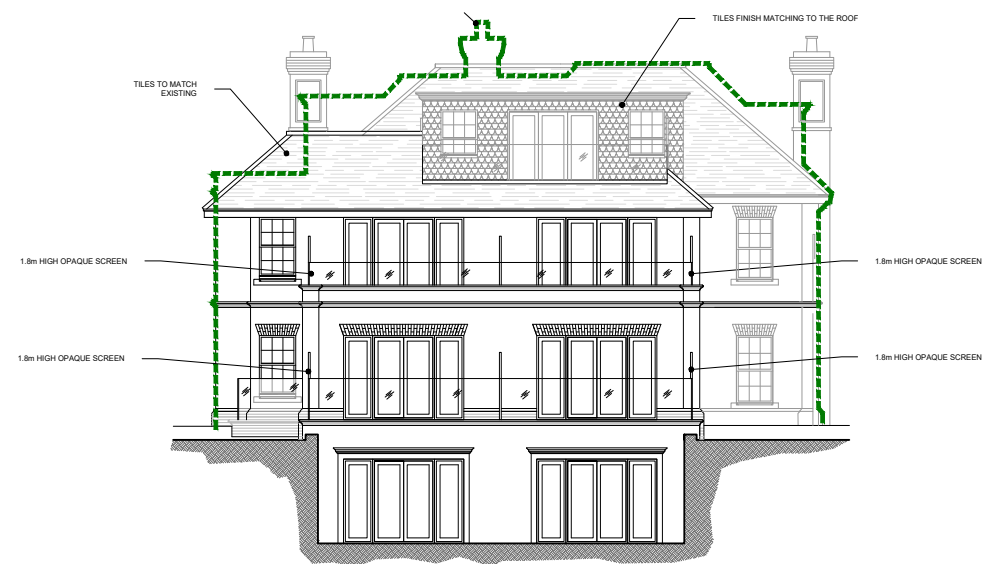 TILES FINISH MATCHING TO THE ROOF
TILES TO MATCH
EXISTING
1.8m HIGH OPAQUE SCREEN
1.8m HIGH OPAQUE SCREEN
1.8m HIGH OPAQUE SCREEN
1.8m HIGH OPAQUE SCREEN